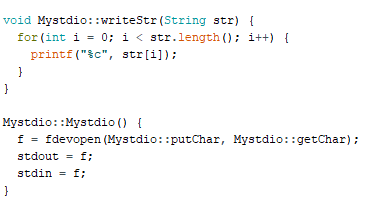 void Mystdio::writeStr(String str) {
  for(int i = 0; i < str.length(); i++) {
    printf("%c", str[i]);
  }
}

Mystdio::Mystdio() {
  f = fdevopen(Mystdio::putChar, Mystdio::getChar);
  stdout = f;
  stdin = f;
}